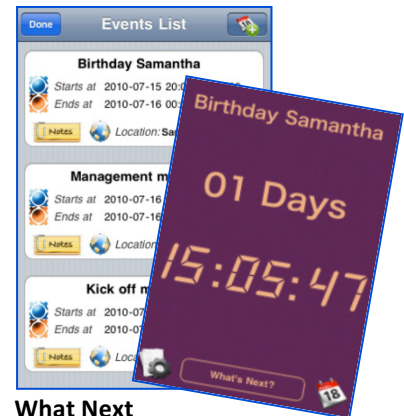 Done Events List
Birthday Samantha
Starts at 2010-07-15 20:0
Ends at 2010-07-16 00:
Notes Location: Sa
Management m
Starts at 2010-07-16
Ends at 2010-07-16
Notes Location
Kick off m
Starts at 2010-07
Ends at 2010-07
Notes Loca
Birthday Samantha
01 Days
15:05:47
What's Next?
18
What Next